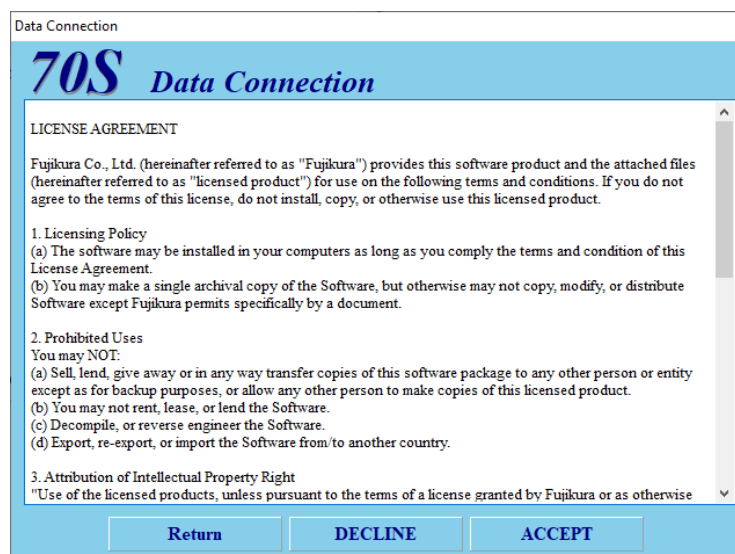 Data Connection
70S Data Connection
LICENSE AGREEMENT
Fujikura Co., Ltd. (hereinafter referred to as "Fujikura") provides this software product and the attached files
(hereinafter referred to as "licensed product") for use on the following terms and conditions. If you do not
agree to the terms of this license, do not install, copy, or otherwise use this licensed product.
1. Licensing Policy
(a) The software may be installed in your computers as long as you comply the terms and condition of this
License Agreement.
(b) You may make a single archival copy of the Software, but otherwise may not copy, modify, or distribute
Software except Fujikura permits specifically by a document.
2. Prohibited Uses
You may NOT:
(a) Sell, lend, give away or in any way transfer copies of this software package to any other person or entity
except as for backup purposes, or allow any other person to make copies of this licensed product.
(b) You may not rent, lease, or lend the Software.
(c) Decompile, or reverse engineer the Software.
(d) Export, re-export, or import the Software from/to another country.
3. Attribution of Intellectual Property Right
"Use of the licensed products, unless pursuant to the terms of a license granted by Fujikura or as otherwise
Return DECLINE ACCEPT